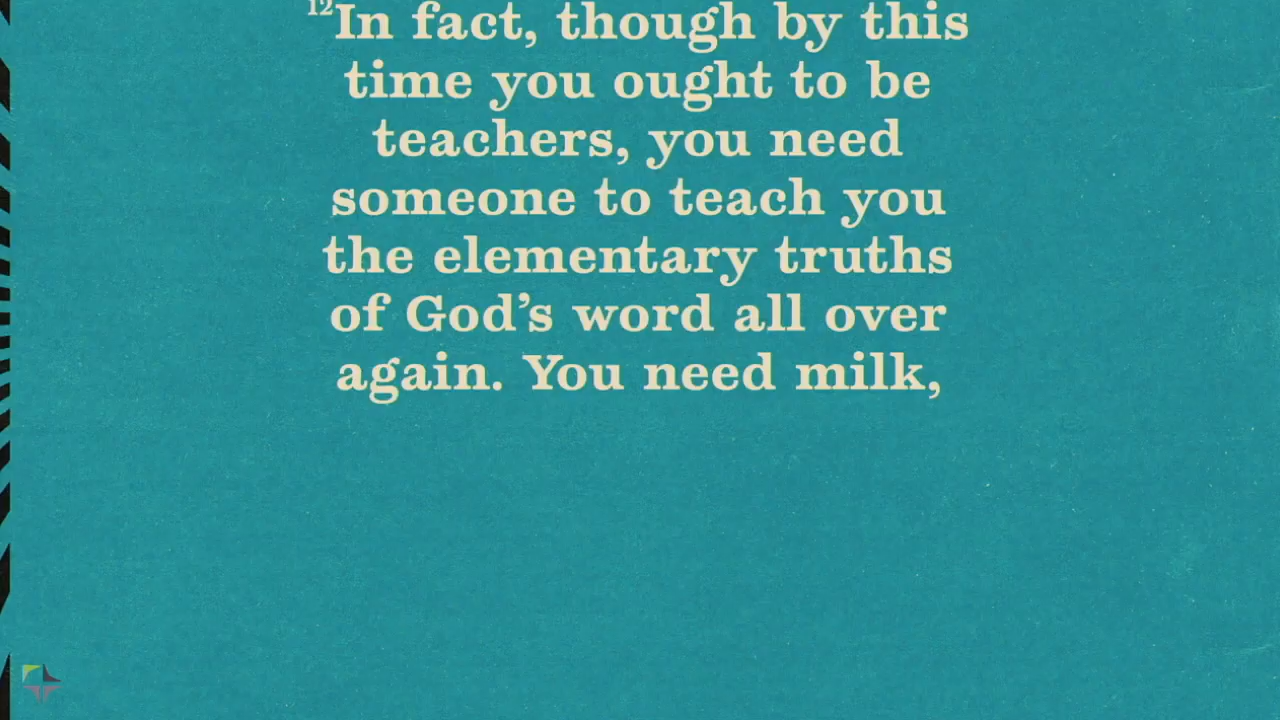 12In fact, though by this
time you ought to be
teachers, you need
someone to teach you
the elementary truths
of God’s word all over
again. You need milk,